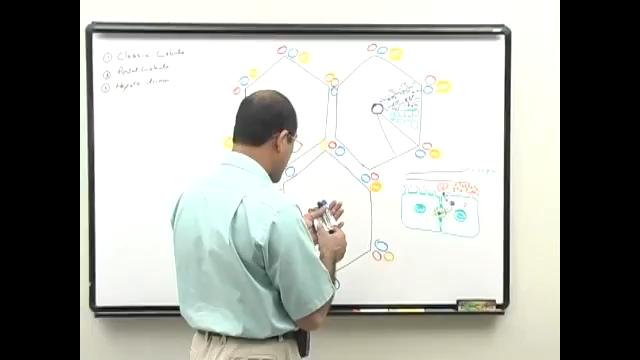 ① Classic Lobule
② Portal Lobule
③ Hepatic Acinus